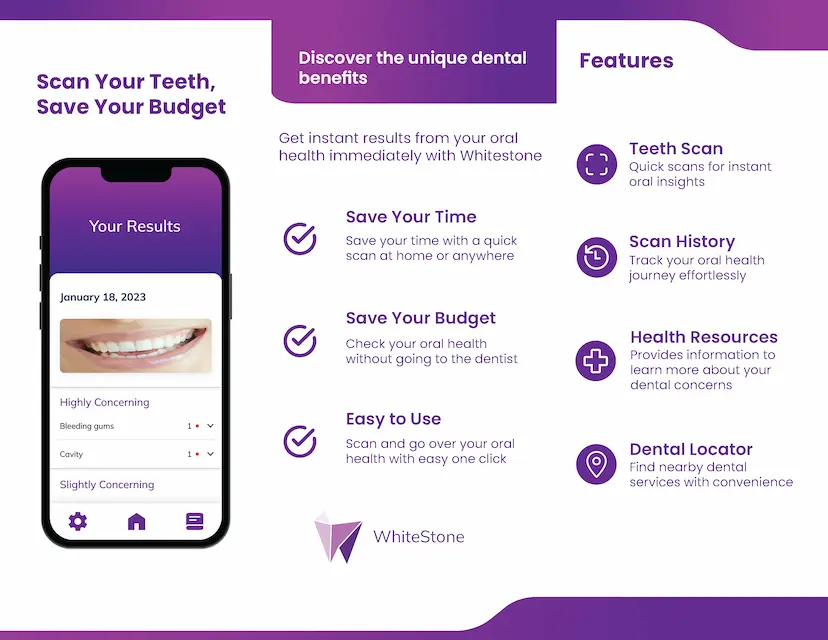 Scan Your Teeth,
Save Your Budget
Your Results
January 18, 2023
Highly Concerning
Bleeding gums 1
Cavity 1
Slightly Concerning
Discover the unique dental
benefits
Get instant results from your oral
health immediately with Whitestone
Save Your Time
Save your time with a quick
scan at home or anywhere
Save Your Budget
Check your oral health
without going to the dentist
Easy to Use
Scan and go over your oral
health with easy one click
WhiteStone
Features
Teeth Scan
Quick scans for instant
oral insights
Scan History
Track your oral health
journey effortlessly
Health Resources
Provides information to
learn more about your
dental concerns
Dental Locator
Find nearby dental
services with convenience